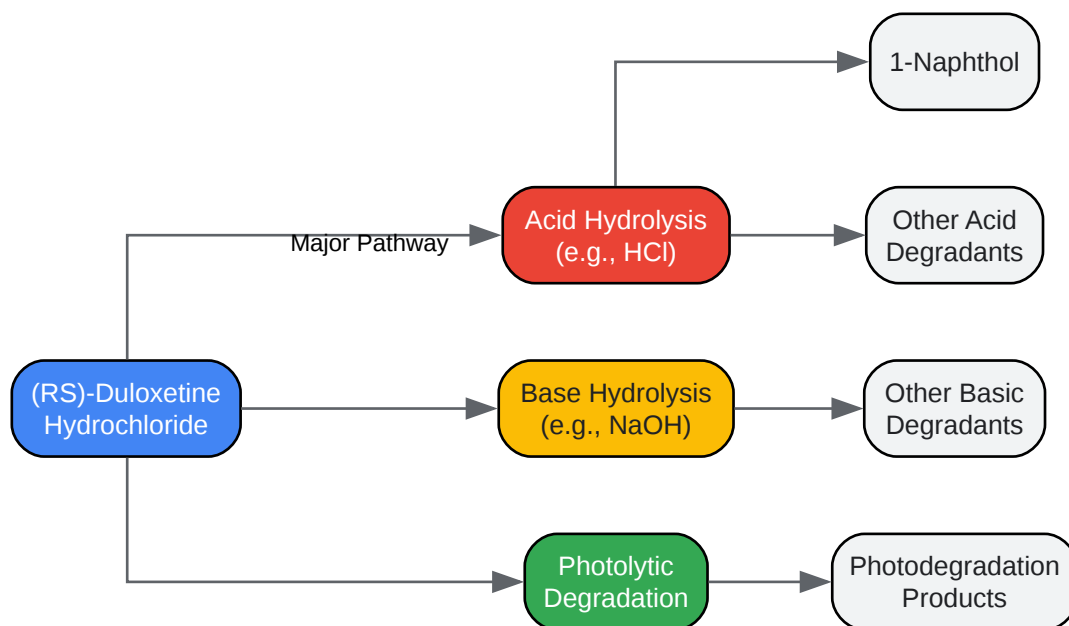 1-Naphthol
Acid Hydrolysis
(e.g., HCl)
Other Acid
Degradants
Major Pathway
(RS)-Duloxetine
Hydrochloride
Base Hydrolysis
(e.g., NaOH)
Other Basic
Degradants
Photolytic
Degradation
Photodegradation
Products